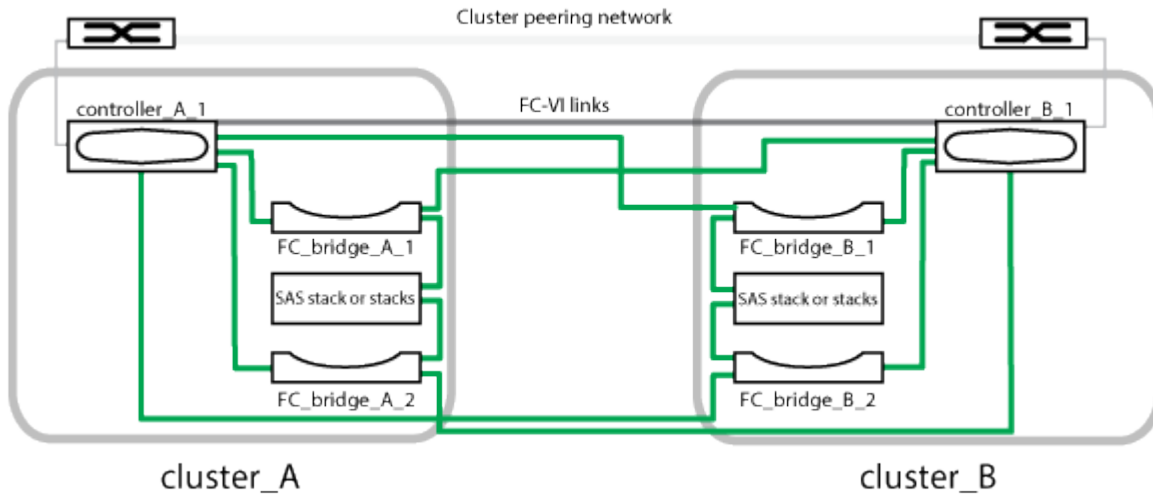 Cluster peering network
controller_A_1
FC-VI links
controller_B_1
FC_bridge_A_1
FC_bridge_B_1
SAS stack or stacks
SAS stack or stacks
FC_bridge_A_2
FC_bridge_B_2
cluster_A
cluster_B